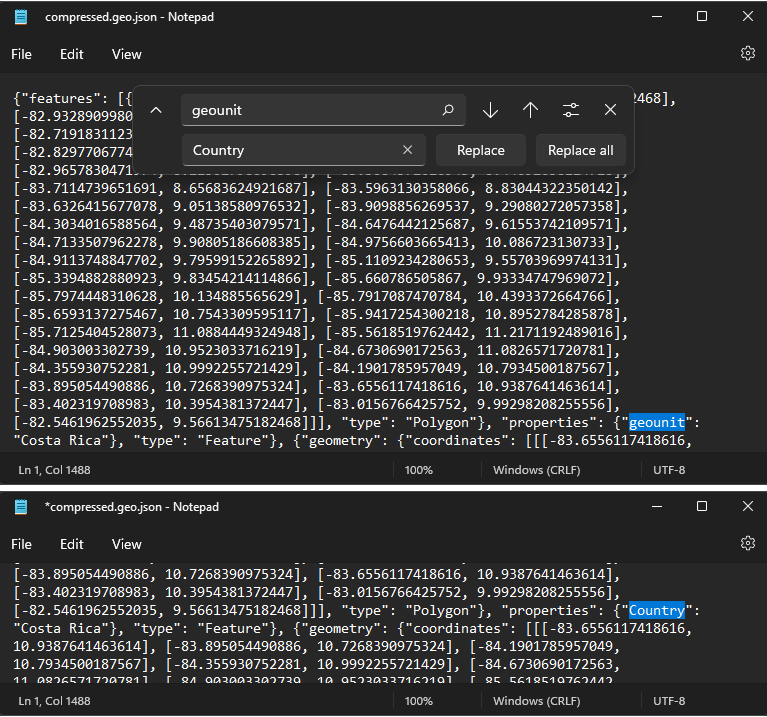 compressed.geo.json - Notepad
File Edit View
{"features": [{ 2468],
[-82.9328909980
[-82.7191831123
[-82.8297706774
[-82.9657830471
geounit
Country
Replace
Replace all
[-83.7114739651691, 8.65683624921687], [-83.5963130358066, 8.83044322350142],
[-83.6326415677078, 9.05138580976532], [-83.9098856269537, 9.29080272057358],
[-84.3034016588564, 9.48735403079571], [-84.6476442125687, 9.61553742109571],
[-84.7133507962278, 9.90805186608385], [-84.9756603665413, 10.086723130733],
[-84.9113748847702, 9.79599152265892], [-85.1109234280653, 9.55703969974131],
[-85.3394882880923, 9.83454214114866], [-85.660786505867, 9.93334747969072],
[-85.7974448310628, 10.134885565629], [-85.7917087470784, 10.4393372664766],
[-85.6593137275467, 10.7543309595117], [-85.9417254300218, 10.8952784285878],
[-85.7125404528073, 11.0884449324948], [-85.5618519762442, 11.2171192489016],
[-84.903003302739, 10.9523033716219], [-84.6730690172563, 11.0826571720781],
[-84.355930752281, 10.9992255721429], [-84.1901785957049, 10.7934500187567],
[-83.895054490886, 10.7268390975324], [-83.6556117418616, 10.9387641463614],
[-83.402319708983, 10.3954381372447], [-83.0156766425752, 9.99298208255556],
[-82.5461962552035, 9.56613475182468]]], "type": "Polygon"}, "properties": {"geounit":
"Costa Rica"}, "type": "Feature"}, {"geometry": {"coordinates": [[[-83.6556117418616,
Ln 1, Col 1488 100% Windows (CRLF) UTF-8
*compressed.geo.json - Notepad
File Edit View
[-83.895054490886, 10.7268390975324], [-83.6556117418616, 10.9387641463614],
[-83.402319708983, 10.3954381372447], [-83.0156766425752, 9.99298208255556],
[-82.5461962552035, 9.56613475182468]]], "type": "Polygon"}, "properties": {"Country":
"Costa Rica"}, "type": "Feature"}, {"geometry": {"coordinates": [[[-83.6556117418616,
10.9387641463614], [-83.895054490886, 10.7268390975324], [-84.1901785957049,
10.7934500187567], [-84.355930752281, 10.9992255721429], [-84.6730690172563,
11.0826571720781], [-84.903003302739, 10.9523033716219], [-85.5618519762442,
Ln 1, Col 1488 100% Windows (CRLF) UTF-8